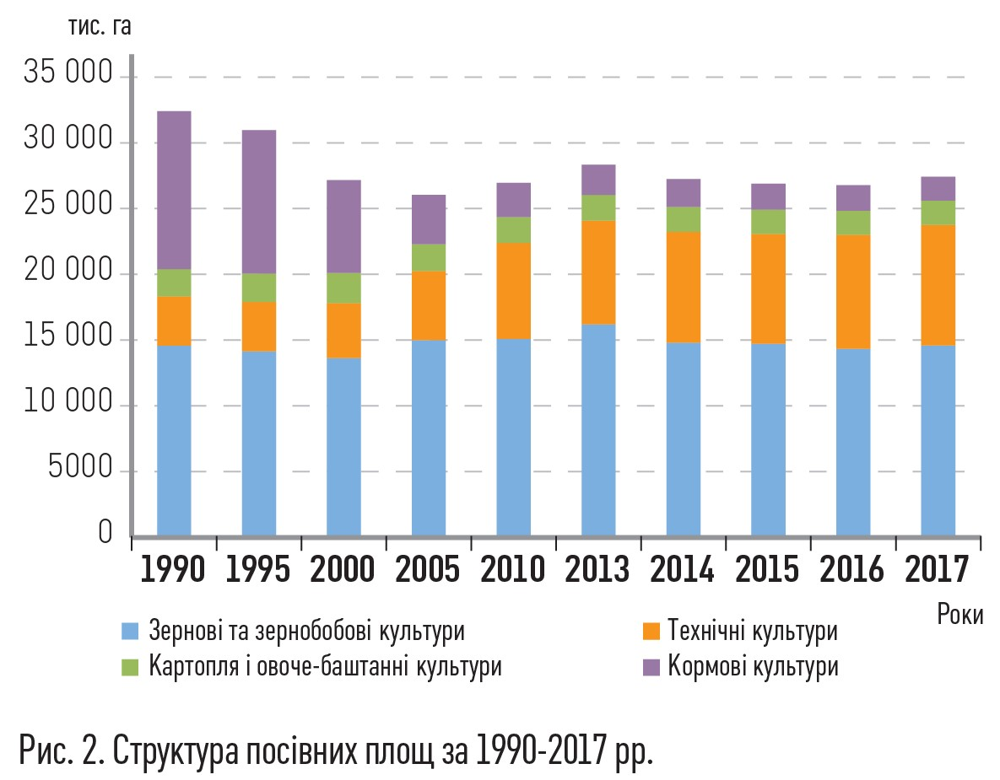 тис. га
35 000
30 000
25 000
20 000
15 000
10 000
5000
0
1990 1995 2000 2005 2010 2013 2014 2015 2016 2017
Роки
Зернові та зернобобові культури Технічні культури
Картопля і овоче-баштанні культури Кормові культури
Рис. 2. Структура посівних площ за 1990-2017 рр.